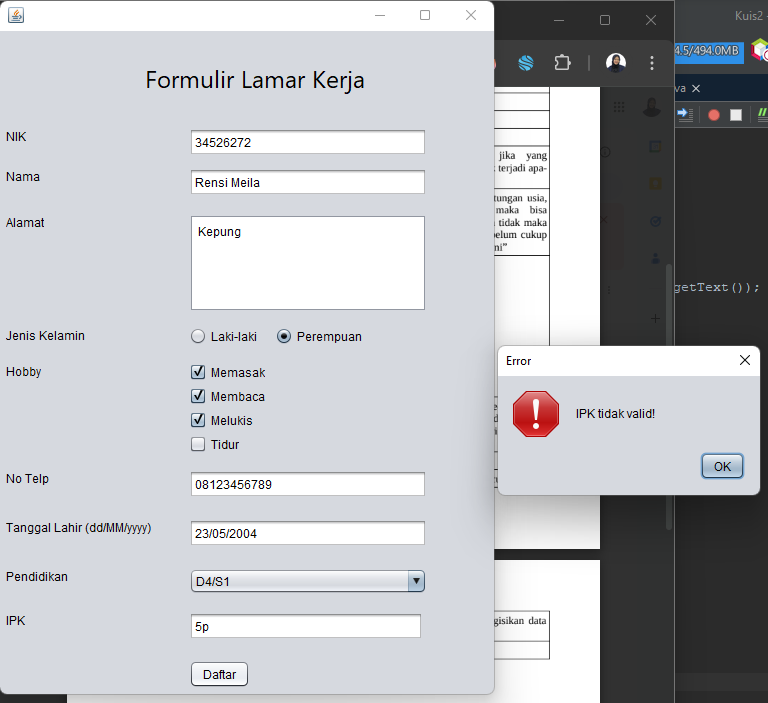 Formulir Lamar Kerja
NIK
34526272
Nama
Rensi Meila
Alamat
Kepung
Jenis Kelamin
Laki-laki
Perempuan
Hobby
Memasak
Membaca
Melukis
Tidur
No Telp
08123456789
Tanggal Lahir (dd/MM/yyyy)
23/05/2004
Pendidikan
D4/S1
IPK
5p
Daftar
jika yang
terjadi apa-
tungan usia,
maka bisa
tidak maka
belum cukup
ni”
gisikan data
Error
IPK tidak valid!
OK
Kuis2 -
4.5/494.0MB
va
getText());